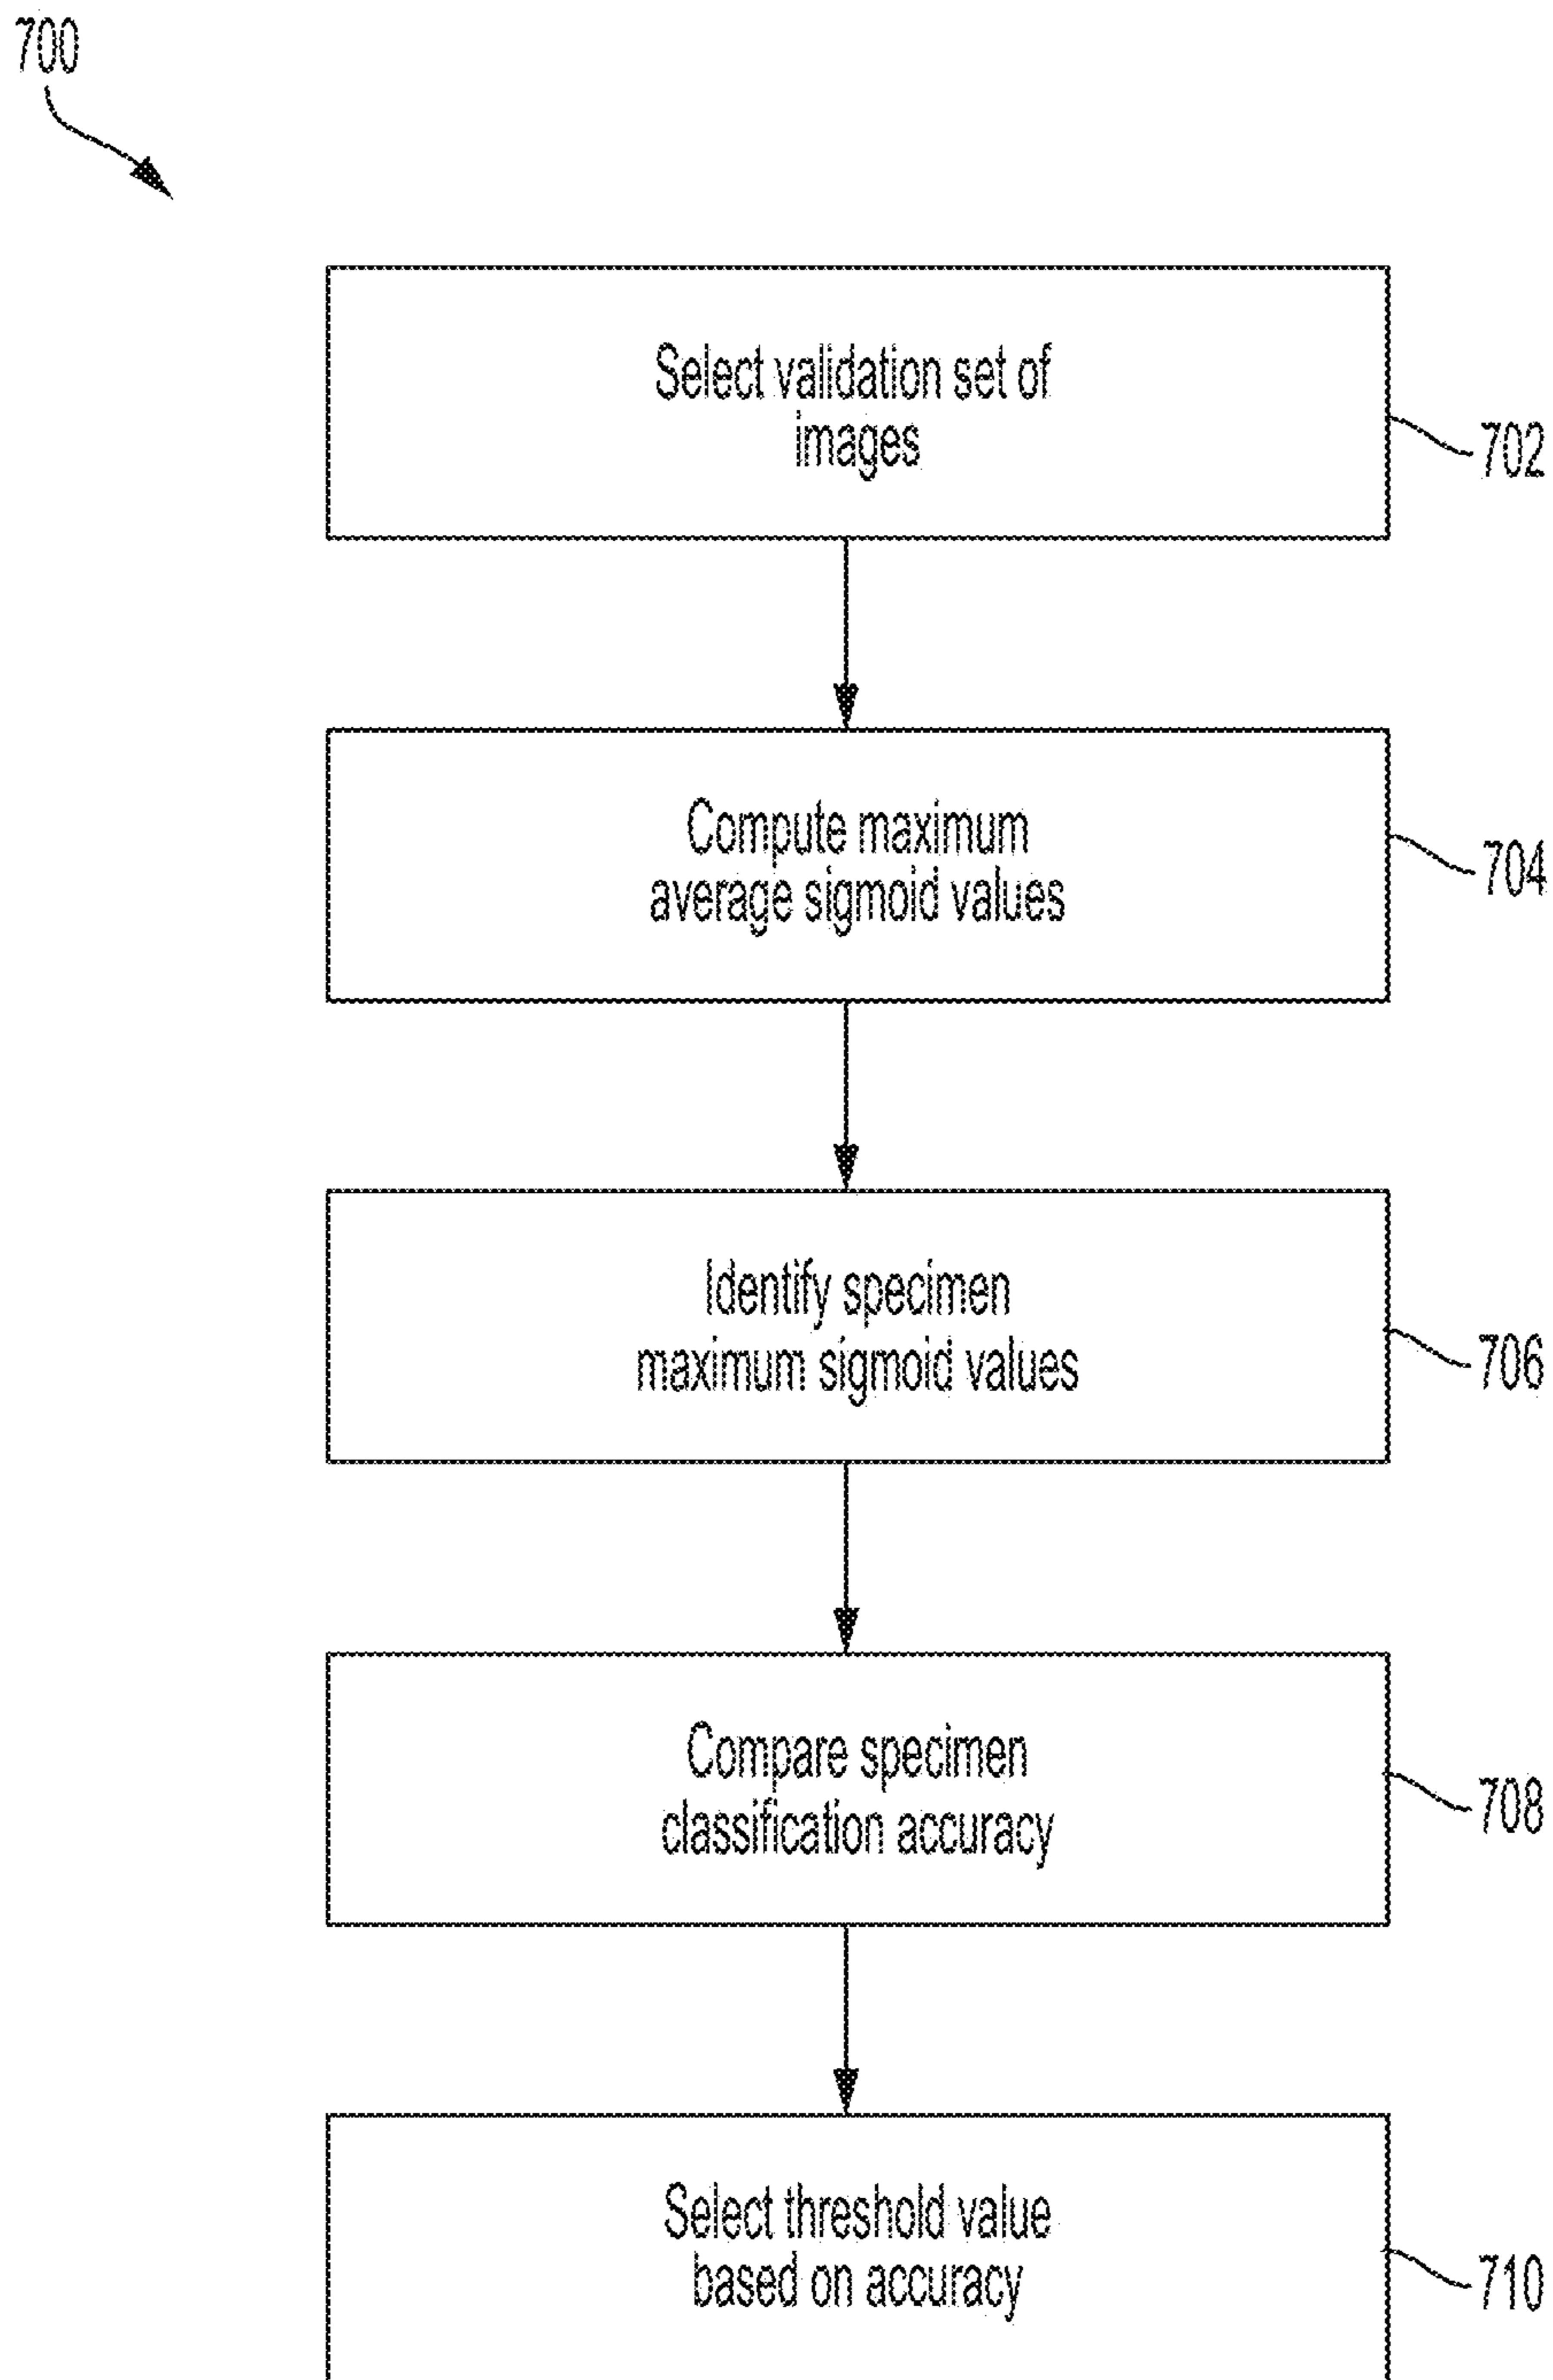 700
Select validation set of
images
702
Compute maximum
average sigmoid values
704
Identify specimen
maximum sigmoid values
706
Compare specimen
classification accuracy
708
Select threshold value
based on accuracy
710